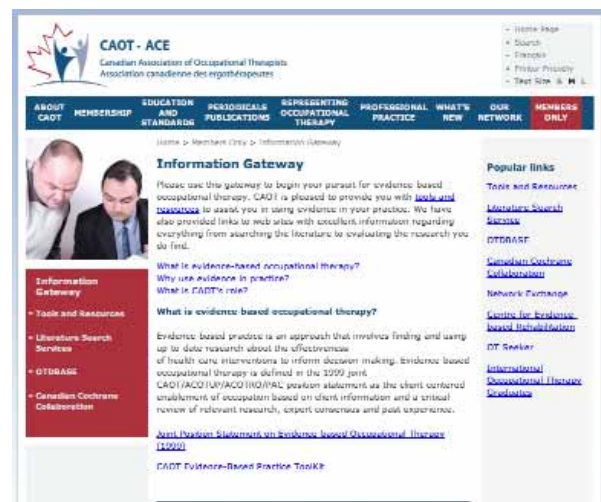 CAOT - ACE
Canadian Association of Occupational Therapists
Association canadienne des ergothérapeutes
- Home Page
+ Search
- Français
+ Printer Friendly
- Text Size S M L
ABOUT CAOT
MEMBERSHIP
EDUCATION AND STANDARDS
PERIODICALS PUBLICATIONS
REPRESENTING OCCUPATIONAL THERAPY
PROFESSIONAL PRACTICE
WHAT'S NEW
OUR NETWORK
MEMBERS ONLY
Home > Members Only > Information Gateway
Information Gateway
Please use this gateway to begin your pursuit for evidence-based
occupational therapy. CAOT is pleased to provide you with tools and
resources to assist you in using evidence in your practice. We have
also provided links to web sites with excellent information regarding
everything from searching the literature to evaluating the research you
do find.
What is evidence-based occupational therapy?
Why use evidence in practice?
What is CAOT's role?
What is evidence-based occupational therapy?
Evidence based practice is an approach that involves finding and using
up to date research about the effectiveness
of health care interventions to inform decision making. Evidence based
occupational therapy is defined in the 1999 joint
CAOT/ACOTUP/ACOTRO/PAC position statement as the client centered
enablement of occupation based on client information and a critical
review of relevant research, expert consensus and past experience.
Joint Position Statement on Evidence based Occupational Therapy
(1999)
CAOT Evidence-Based Practice ToolKit
Information
Gateway
Tools and Resources
Literature Search
Services
OTDBASE
Canadian Cochrane
Collaboration
Popular links
Tools and Resources
Literature Search
Service
OTDBASE
Canadian Cochrane
Collaboration
Network Exchange
Centre for Evidence-
based Rehabilitation
OT Seeker
International
Occupational Therapy
Graduates